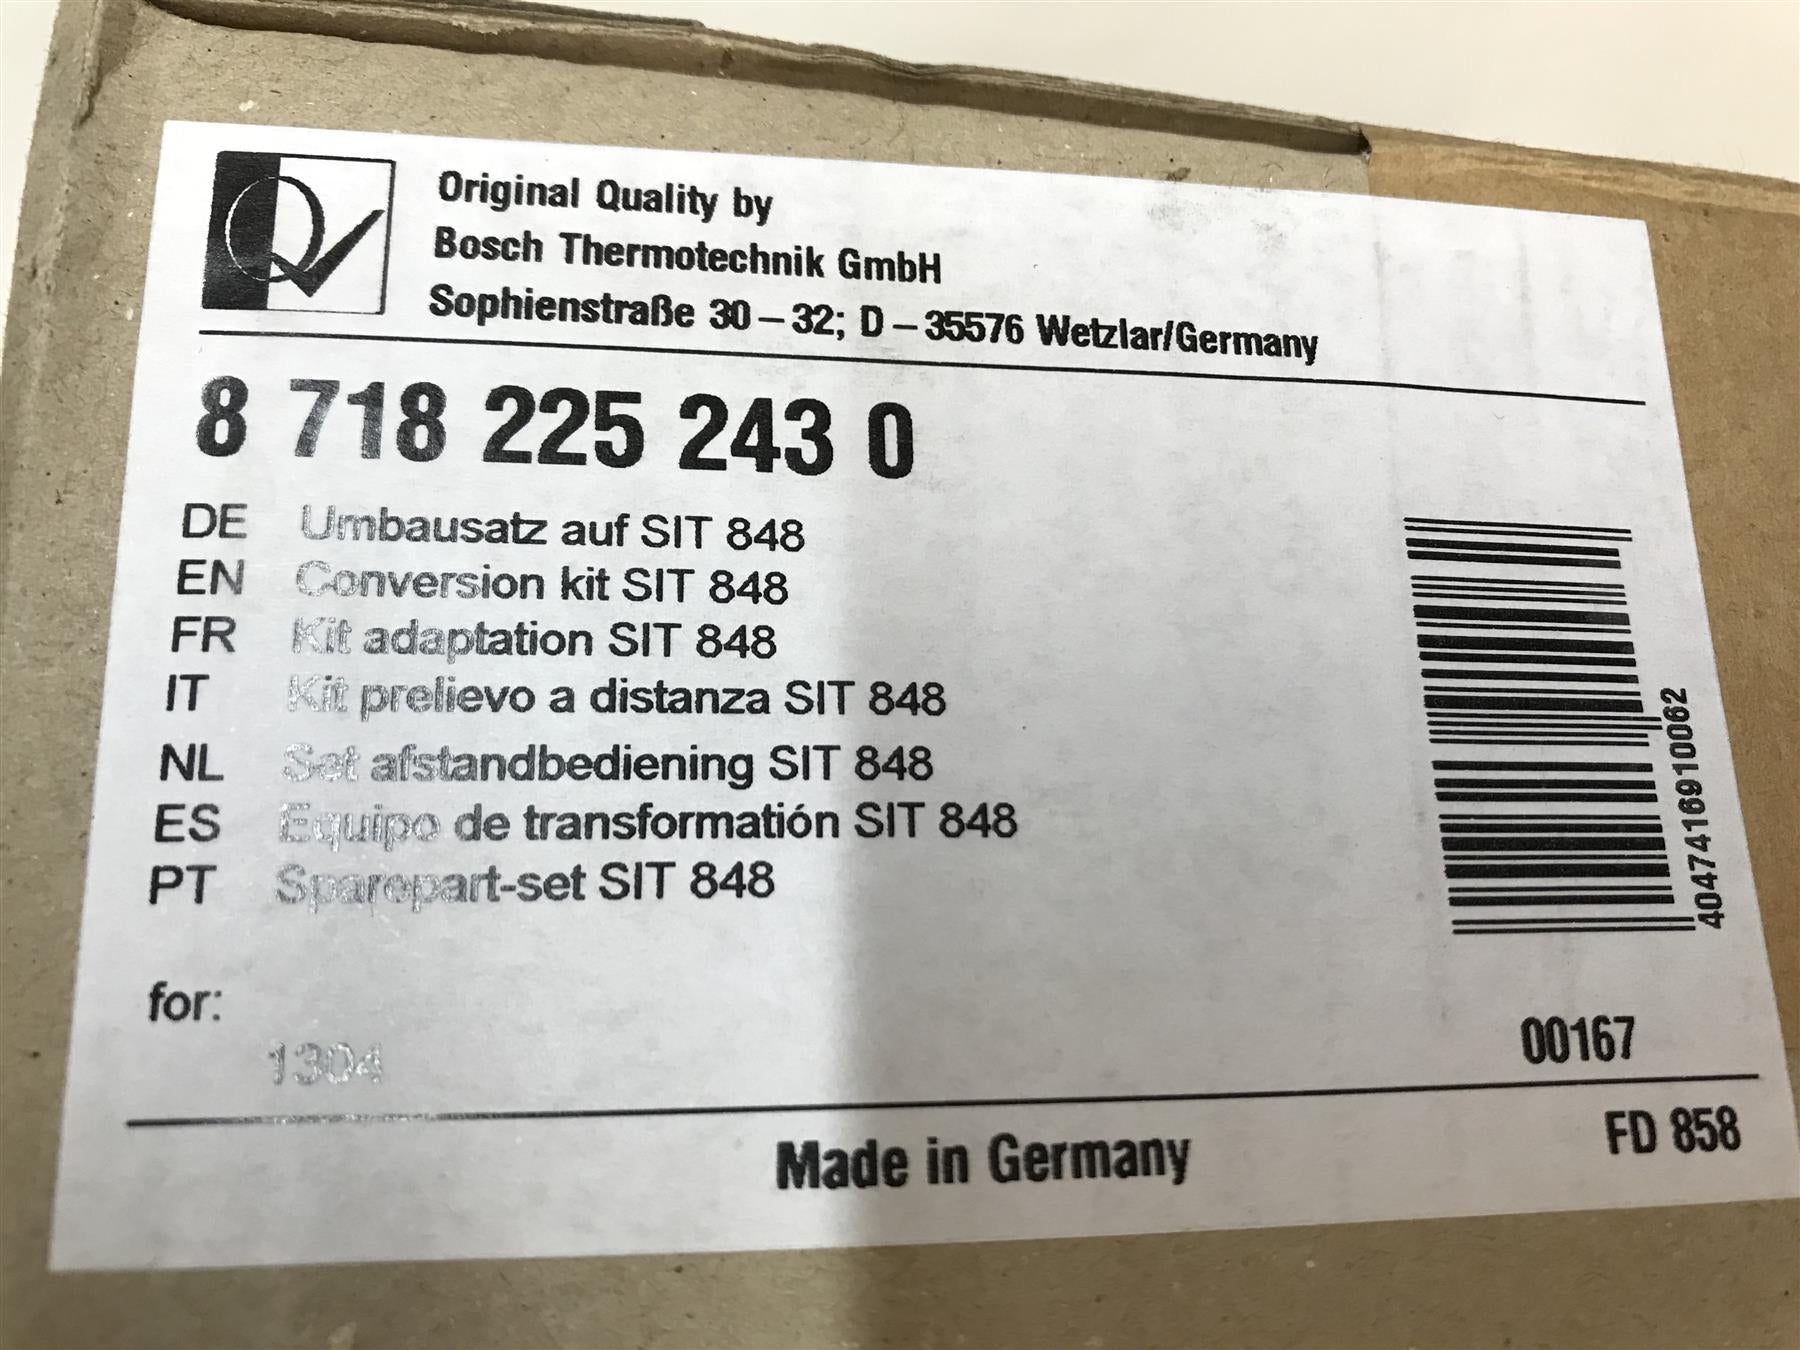 Original Quality by
Bosch Thermotechnik GmbH
Sophienstraße 30 – 32; D – 35576 Wetzlar/Germany
8 718 225 243 0
DE Umbausatz auf SIT 848
EN Conversion kit SIT 848
FR Kit adaptation SIT 848
IT Kit prelievo a distanza SIT 848
NL Set afstandbediening SIT 848
ES Equipo de transformatión SIT 848
PT Sparepart-set SIT 848
4047416910062
for:
1304
00167
FD 858
Made in Germany